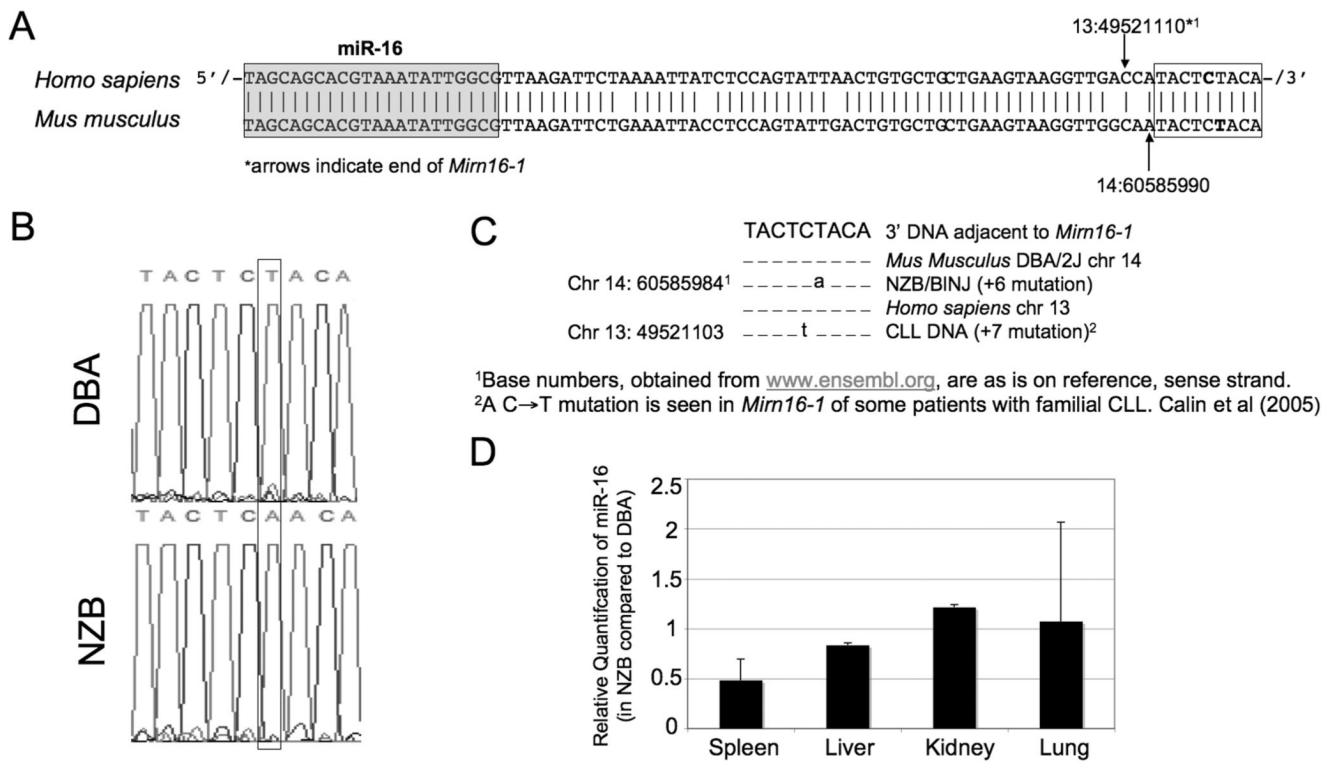 A
13:49521110*1
miR-16
Homo sapiens 5'/-TAGCAGCACGTAAATATTGGCGTTAAGATTCTAAAATTATCTCCAGTATTAACTGTGCTGCTGAAGTAAGGTTGACCATACTCTACA-/3'
Mus musculus TAGCAGCACGTAAATATTGGCGTTAAGATTCTGAAATTACCTCCAGTATTGACTGTGCTGCTGAAGTAAGGTTGGCAATACTCTACA
*arrows indicate end of Mirn16-1
14:60585990
B
T A C T C T A C A
DBA
T A C T C A A C A
NZB
C
TACTCTACA 3' DNA adjacent to Mirn16-1
--------- Mus Musculus DBA/2J chr 14
Chr 14: 60585984¹ -----a--- NZB/BlNJ (+6 mutation)
--------- Homo sapiens chr 13
Chr 13: 49521103 ----t---- CLL DNA (+7 mutation)²
¹Base numbers, obtained from www.ensembl.org, are as is on reference, sense strand.
²A C→T mutation is seen in Mirn16-1 of some patients with familial CLL. Calin et al (2005)
D
Relative Quantifcation of miR-16
(in NZB compared to DBA)
2.5
2
1.5
1
0.5
0
Spleen Liver Kidney Lung